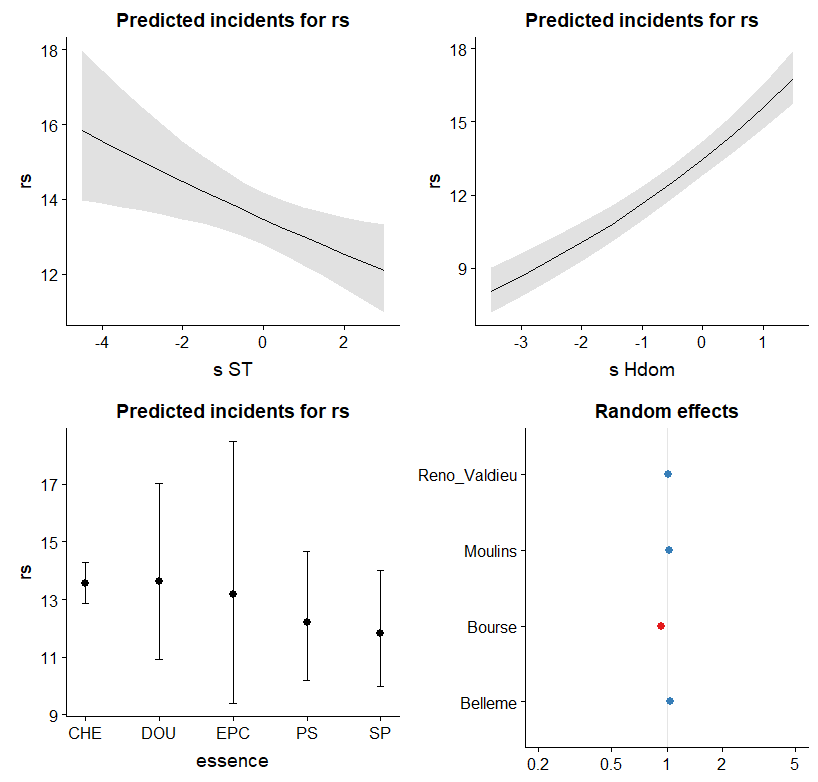 Predicted incidents for rs
18
16
14
12
rs
-4
-2
0
2
s ST
Predicted incidents for rs
18
15
12
9
rs
-3
-2
-1
0
1
s Hdom
Predicted incidents for rs
17
15
13
11
9
rs
CHE
DOU
EPC
PS
SP
essence
Random effects
Reno_Valdieu
Moulins
Bourse
Belleme
0.2
0.5
1
2
5